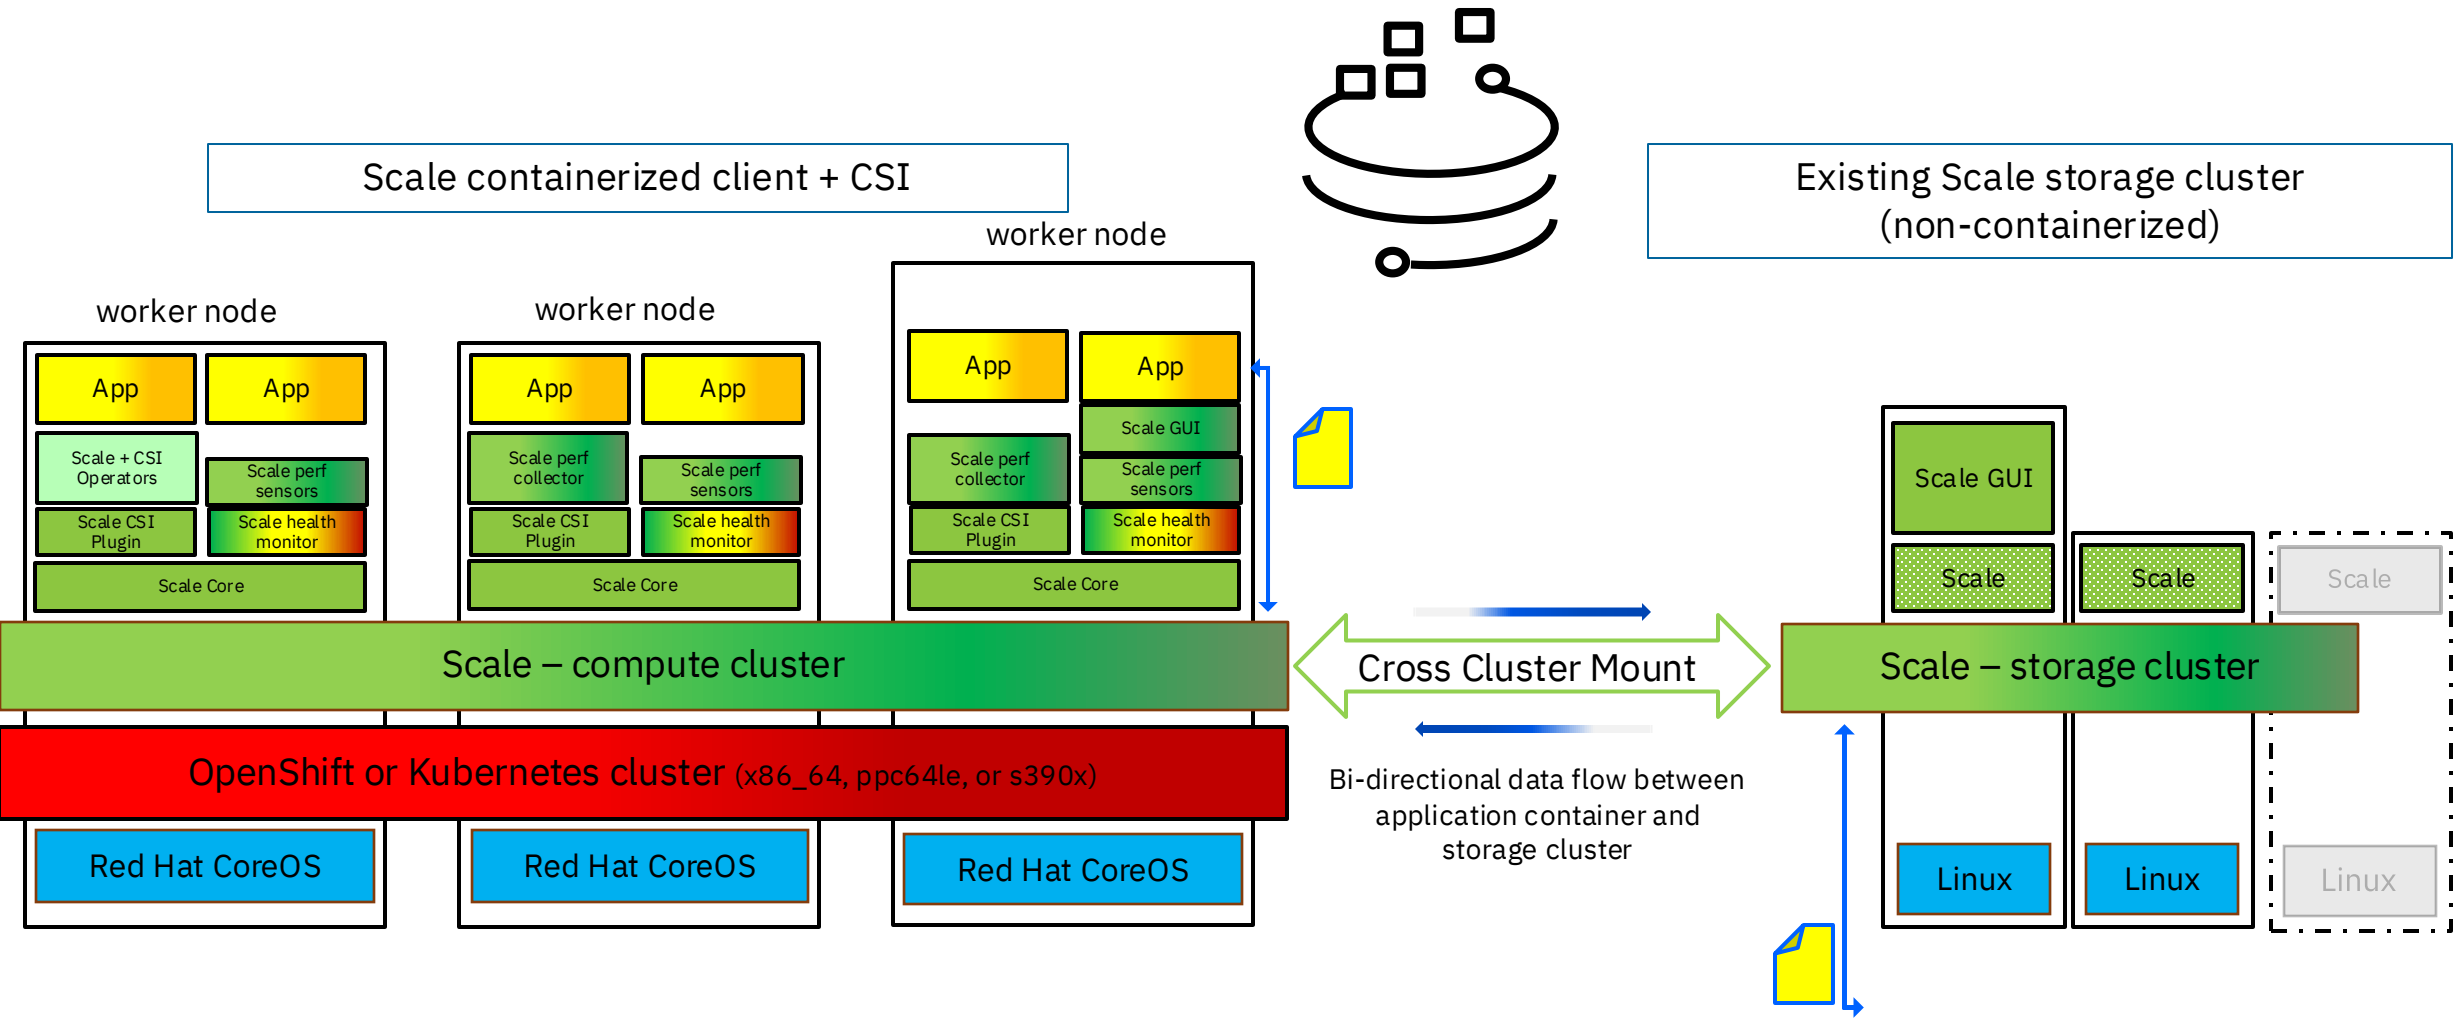 Scale containerized client + CSI
Existing Scale storage cluster
(non-containerized)
worker node
App
App
Scale + CSI
Operators
Scale perf
sensors
Scale CSI
Plugin
Scale health
monitor
Scale Core
worker node
App
App
Scale perf
collector
Scale perf
sensors
Scale CSI
Plugin
Scale health
monitor
Scale Core
worker node
App
App
Scale GUI
Scale perf
collector
Scale perf
sensors
Scale CSI
Plugin
Scale health
monitor
Scale Core
Scale – compute cluster
OpenShift or Kubernetes cluster (x86_64, ppc64le, or s390x)
Red Hat CoreOS
Red Hat CoreOS
Red Hat CoreOS
Cross Cluster Mount
Bi-directional data flow between
application container and
storage cluster
Scale GUI
Scale
Scale
Scale
Scale – storage cluster
Linux
Linux
Linux